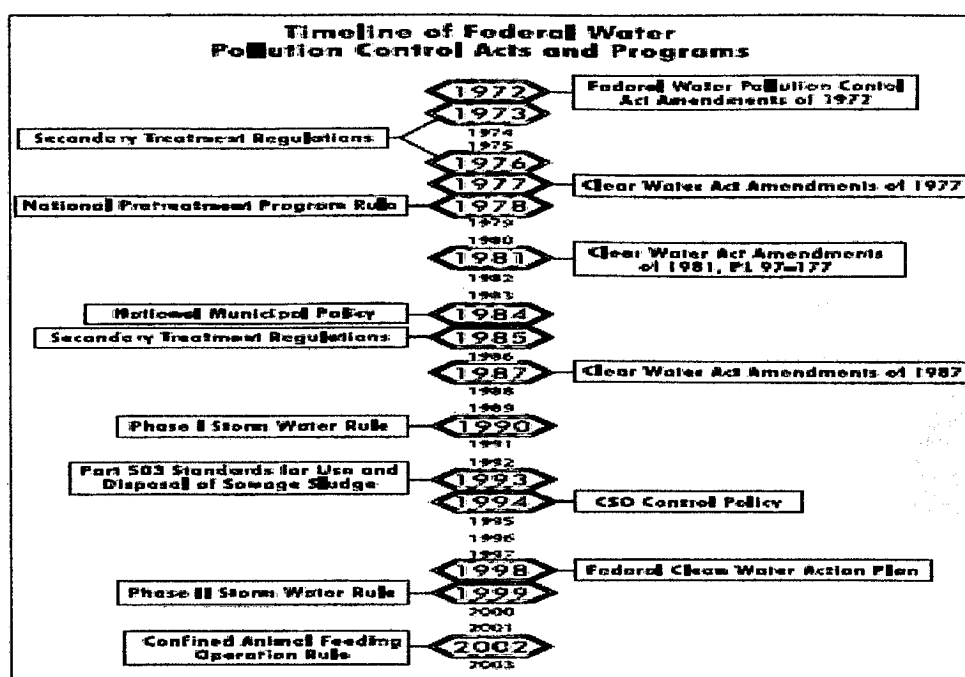 Timeline of Federal Water
Pollution Control Acts and Programs
1972
Federal Water Pollution Contol
Act Amendments of 1972
1973
Secondary Treatment Regulations
1974
1975
1976
1977
Clear Water Act Amendments of 1977
National Pretreatment Program Rule
1978
1979
1980
1981
Clear Water Act Amendments
of 1981, PL 97-177
1982
1983
National Municipal Policy
1984
Secondary Treatment Regulations
1985
1986
1987
Clear Water Act Amendments of 1987
1988
1989
Phase I Storm Water Rule
1990
1991
1992
Part 503 Standards for Use and
Disposal of Sewage Sludge
1993
1994
CSO Control Policy
1995
1996
1997
1998
Federal Clean Water Action Plan
Phase II Storm Water Rule
1999
2000
2001
Confined Animal Feeding
Operation Rule
2002
2003